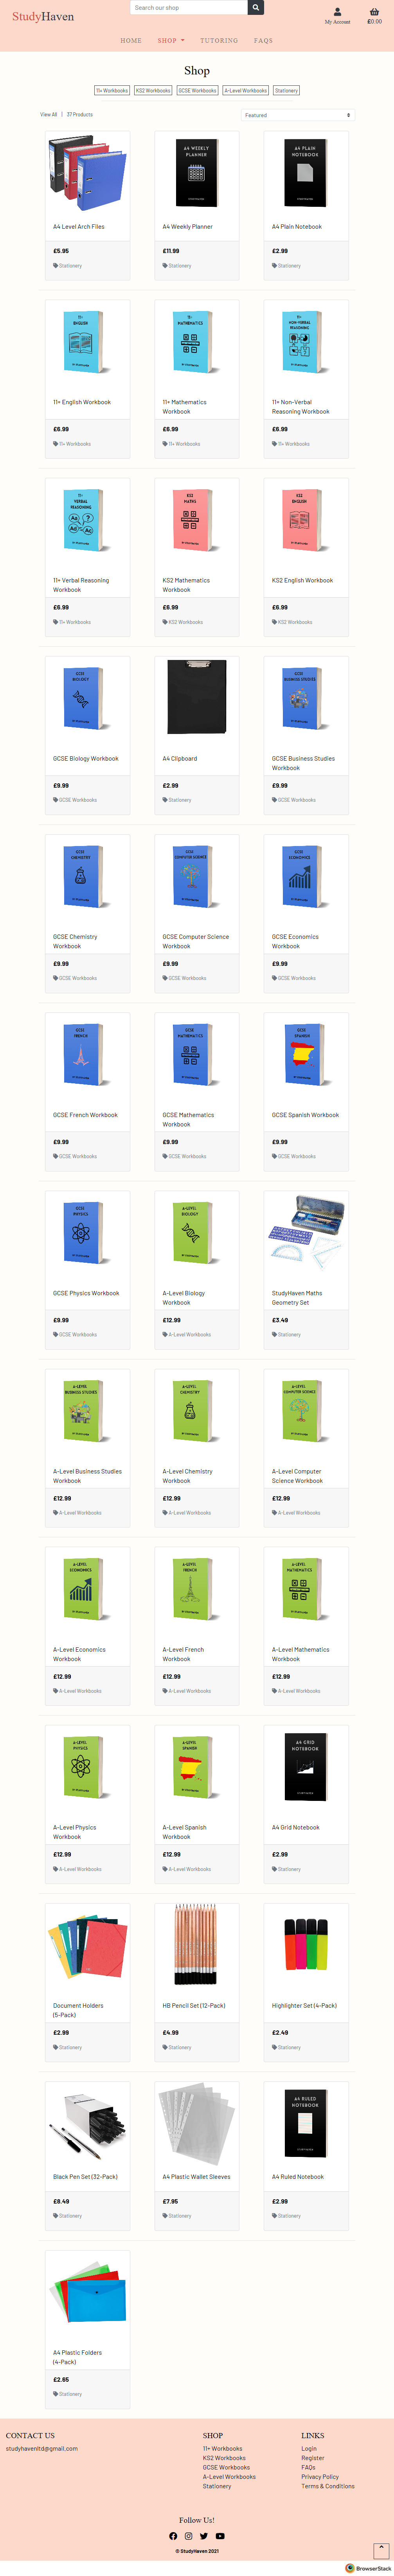 StudyHaven
Search our shop
My Account
£0.00
HOME
SHOP
TUTORING
FAQS
Shop
11+ Workbooks
KS2 Workbooks
GCSE Workbooks
A-Level Workbooks
Stationery
View All | 37 Products
Featured
A4 WEEKLY
PLANNER
A4 PLAIN
NOTEBOOK
A4 Level Arch Files
A4 Weekly Planner
A4 Plain Notebook
£5.95
£11.99
£2.99
Stationery
Stationery
Stationery
11+
ENGLISH
11+
MATHEMATICS
11+
NON-VERBAL
REASONING
11+ English Workbook
11+ Mathematics
Workbook
11+ Non-Verbal
Reasoning Workbook
£6.99
£6.99
£6.99
11+ Workbooks
11+ Workbooks
11+ Workbooks
11+
VERBAL
REASONING
KS2
MATHS
KS2
ENGLISH
11+ Verbal Reasoning
Workbook
KS2 Mathematics
Workbook
KS2 English Workbook
£6.99
£6.99
£6.99
11+ Workbooks
KS2 Workbooks
KS2 Workbooks
GCSE
BIOLOGY
GCSE
BUSINESS STUDIES
GCSE Biology Workbook
A4 Clipboard
GCSE Business Studies
Workbook
£9.99
£2.99
£9.99
GCSE Workbooks
Stationery
GCSE Workbooks
GCSE
CHEMISTRY
GCSE
COMPUTER SCIENCE
GCSE
ECONOMICS
GCSE Chemistry
Workbook
GCSE Computer Science
Workbook
GCSE Economics
Workbook
£9.99
£9.99
£9.99
GCSE Workbooks
GCSE Workbooks
GCSE Workbooks
GCSE
FRENCH
GCSE
MATHEMATICS
GCSE
SPANISH
GCSE French Workbook
GCSE Mathematics
Workbook
GCSE Spanish Workbook
£9.99
£9.99
£9.99
GCSE Workbooks
GCSE Workbooks
GCSE Workbooks
GCSE
PHYSICS
A-LEVEL
BIOLOGY
GCSE Physics Workbook
A-Level Biology
Workbook
StudyHaven Maths
Geometry Set
£9.99
£12.99
£3.49
GCSE Workbooks
A-Level Workbooks
Stationery
A-LEVEL
BUSINESS STUDIES
A-LEVEL
CHEMISTRY
A-LEVEL
COMPUTER SCIENCE
A-Level Business Studies
Workbook
A-Level Chemistry
Workbook
A-Level Computer
Science Workbook
£12.99
£12.99
£12.99
A-Level Workbooks
A-Level Workbooks
A-Level Workbooks
A-LEVEL
ECONOMICS
A-LEVEL
FRENCH
A-LEVEL
MATHEMATICS
A-Level Economics
Workbook
A-Level French
Workbook
A-Level Mathematics
Workbook
£12.99
£12.99
£12.99
A-Level Workbooks
A-Level Workbooks
A-Level Workbooks
A-LEVEL
PHYSICS
A-LEVEL
SPANISH
A4 GRID
NOTEBOOK
A-Level Physics
Workbook
A-Level Spanish
Workbook
A4 Grid Notebook
£12.99
£12.99
£2.99
A-Level Workbooks
A-Level Workbooks
Stationery
Document Holders
(5-Pack)
HB Pencil Set (12-Pack)
Highlighter Set (4-Pack)
£2.99
£4.99
£2.49
Stationery
Stationery
Stationery
A4 RULED
NOTEBOOK
Black Pen Set (32-Pack)
A4 Plastic Wallet Sleeves
A4 Ruled Notebook
£8.49
£7.95
£2.99
Stationery
Stationery
Stationery
A4 Plastic Folders
(4-Pack)
£2.65
Stationery
CONTACT US
studyhavenltd@gmail.com
SHOP
11+ Workbooks
KS2 Workbooks
GCSE Workbooks
A-Level Workbooks
Stationery
LINKS
Login
Register
FAQs
Privacy Policy
Terms & Conditions
Follow Us!
© StudyHaven 2021
BrowserStack